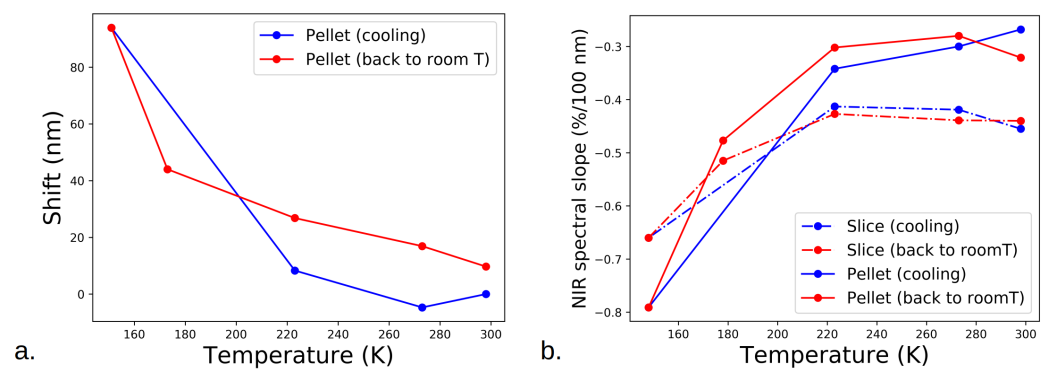 Pellet (cooling)
Pellet (back to room T)
80
60
40
20
0
Shift (nm)
160 180 200 220 240 260 280 300
Temperature (K)
a.
−0.3
−0.4
−0.5
−0.6
−0.7
−0.8
NIR spectral slope (%/100 nm)
Slice (cooling)
Slice (back to roomT)
Pellet (cooling)
Pellet (back to roomT)
160 180 200 220 240 260 280 300
Temperature (K)
b.